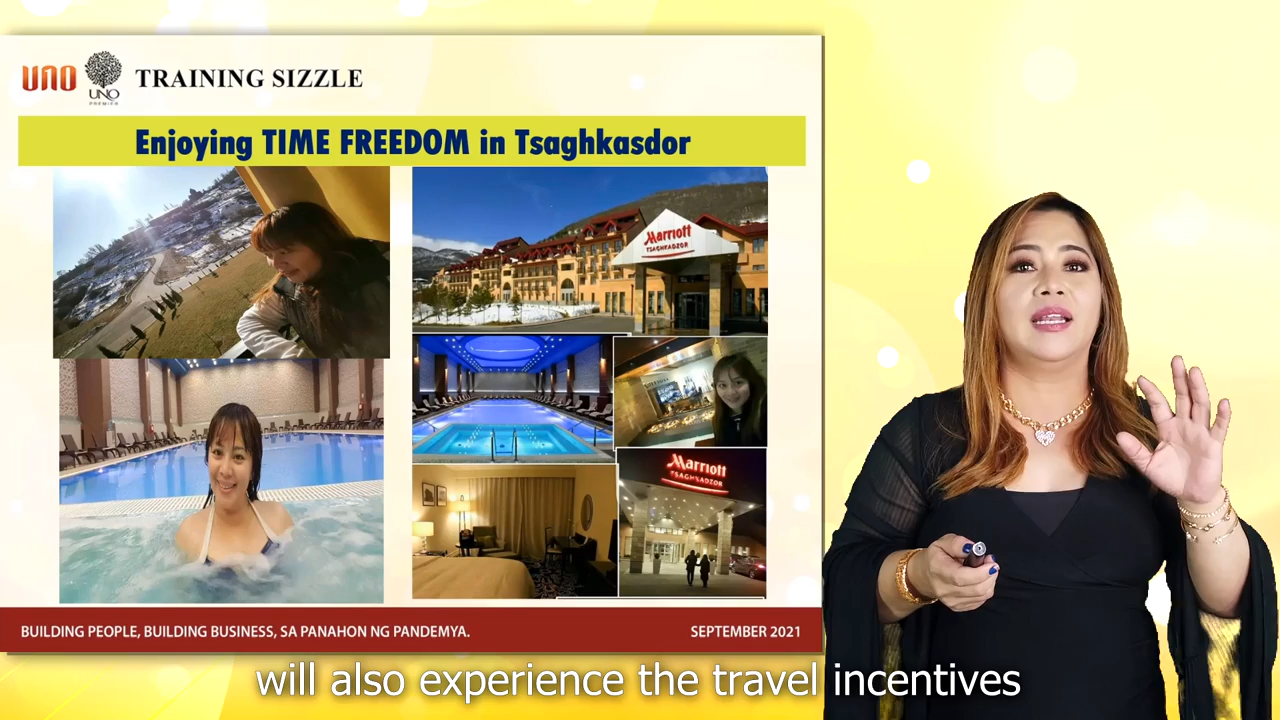 UNO
UNO
PREMIER
TRAINING SIZZLE
Enjoying TIME FREEDOM in Tsaghkasdor
Marriott
TSAGHKADZOR
Marriott
TSAGHKADZOR
BUILDING PEOPLE, BUILDING BUSINESS, SA PANAHON NG PANDEMYA.
SEPTEMBER 2021
will also experience the travel incentives